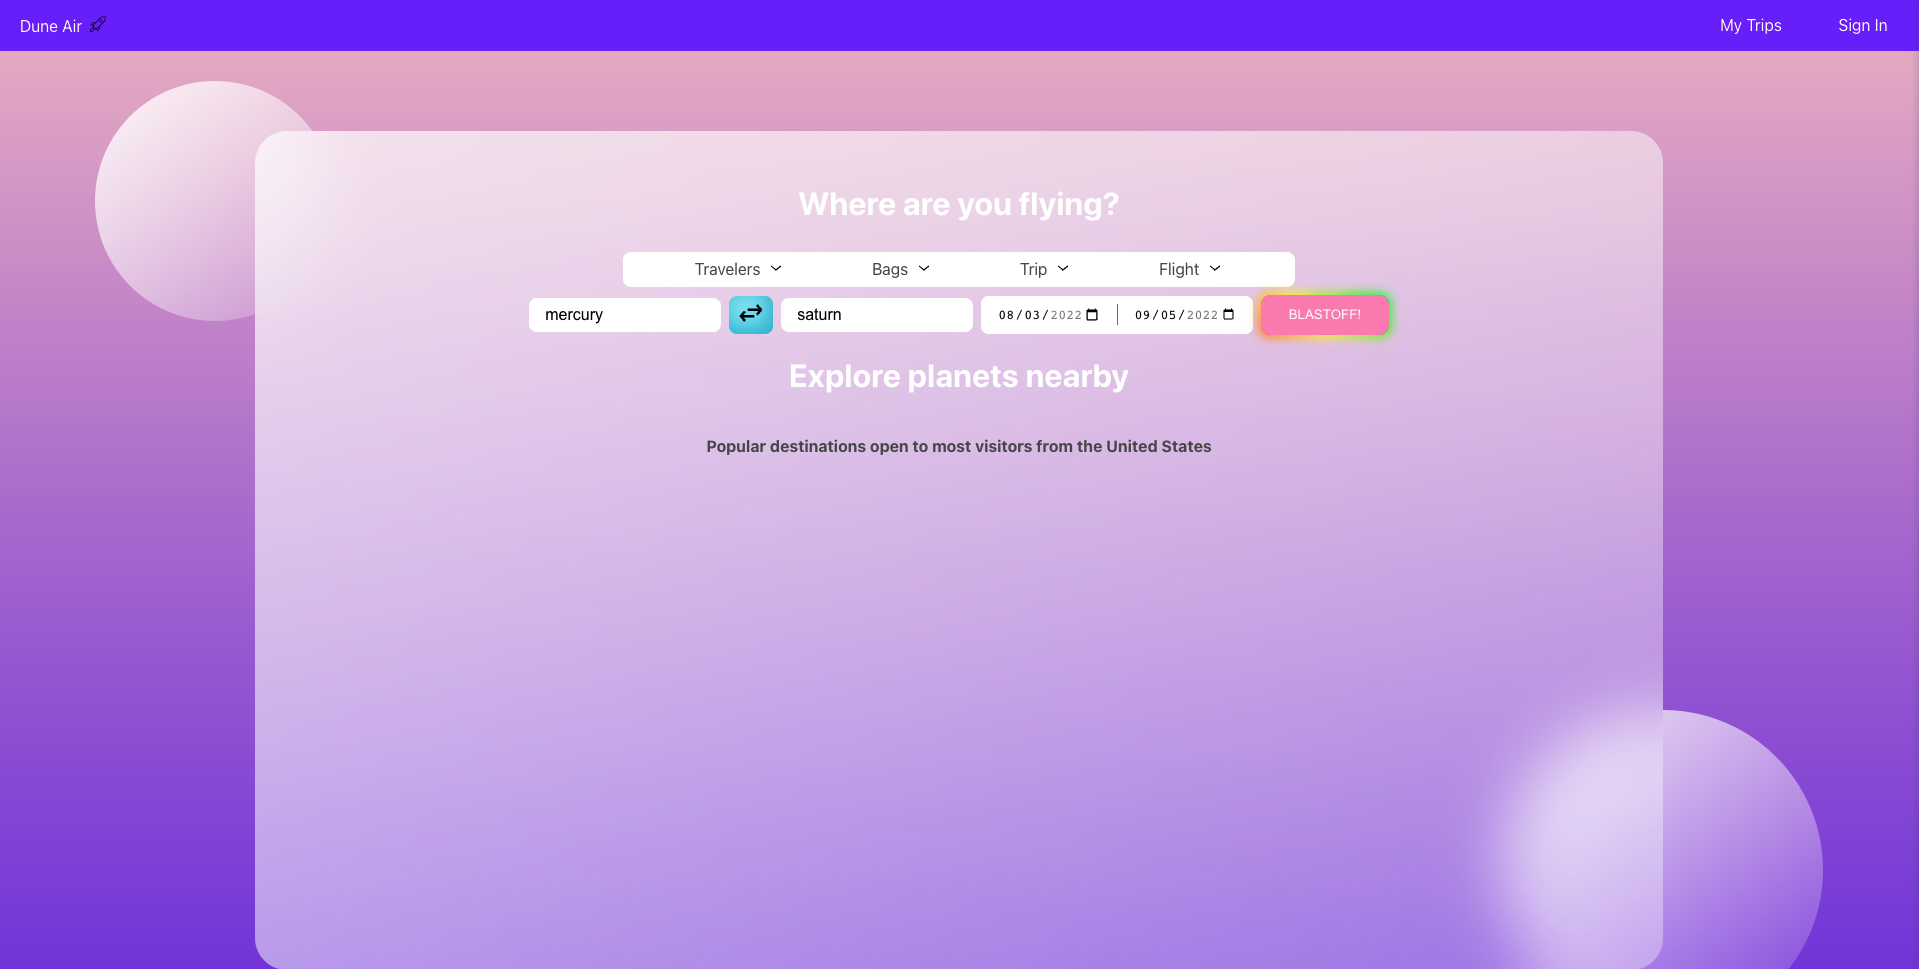 Dune Air
My Trips
Sign In
Where are you flying?
Travelers
Bags
Trip
Flight
mercury
saturn
08/03/2022
09/05/2022
BLASTOFF!
Explore planets nearby
Popular destinations open to most visitors from the United States